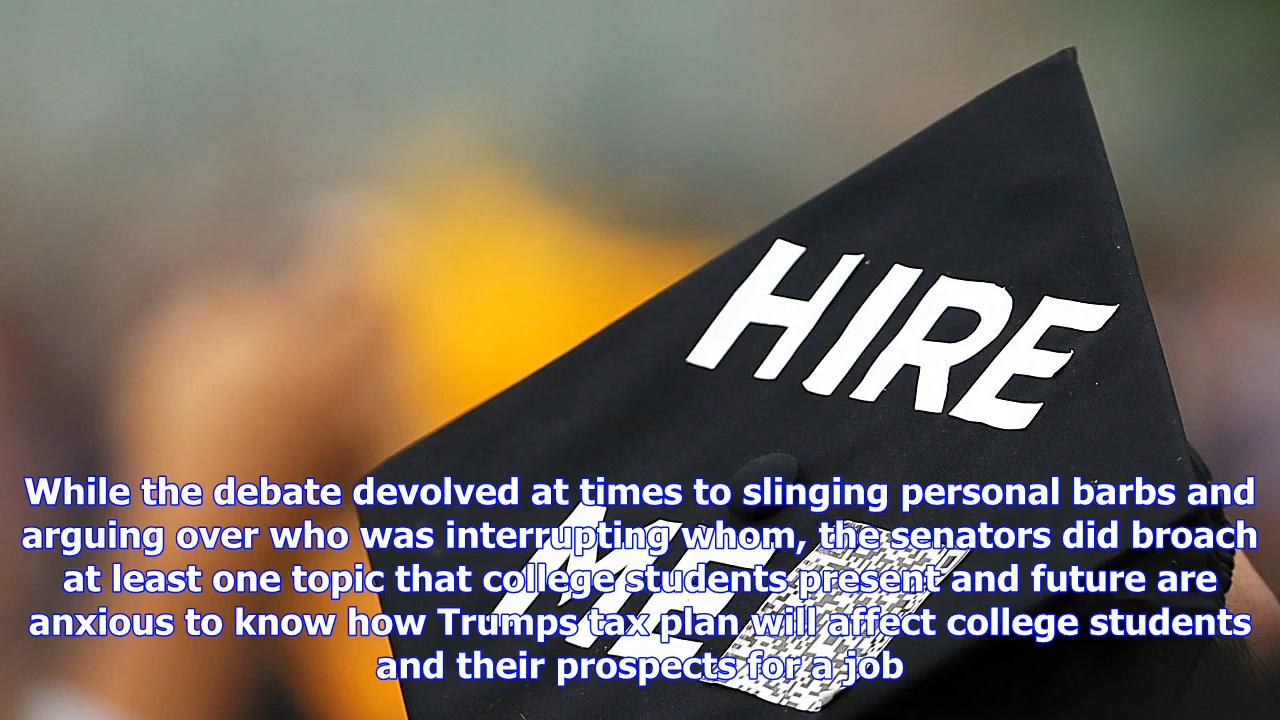 HIRE
ME
While the debate devolved at times to slinging personal barbs and
arguing over who was interrupting whom, the senators did broach
at least one topic that college students present and future are
anxious to know how Trumps tax plan will affect college students
and their prospects for a job